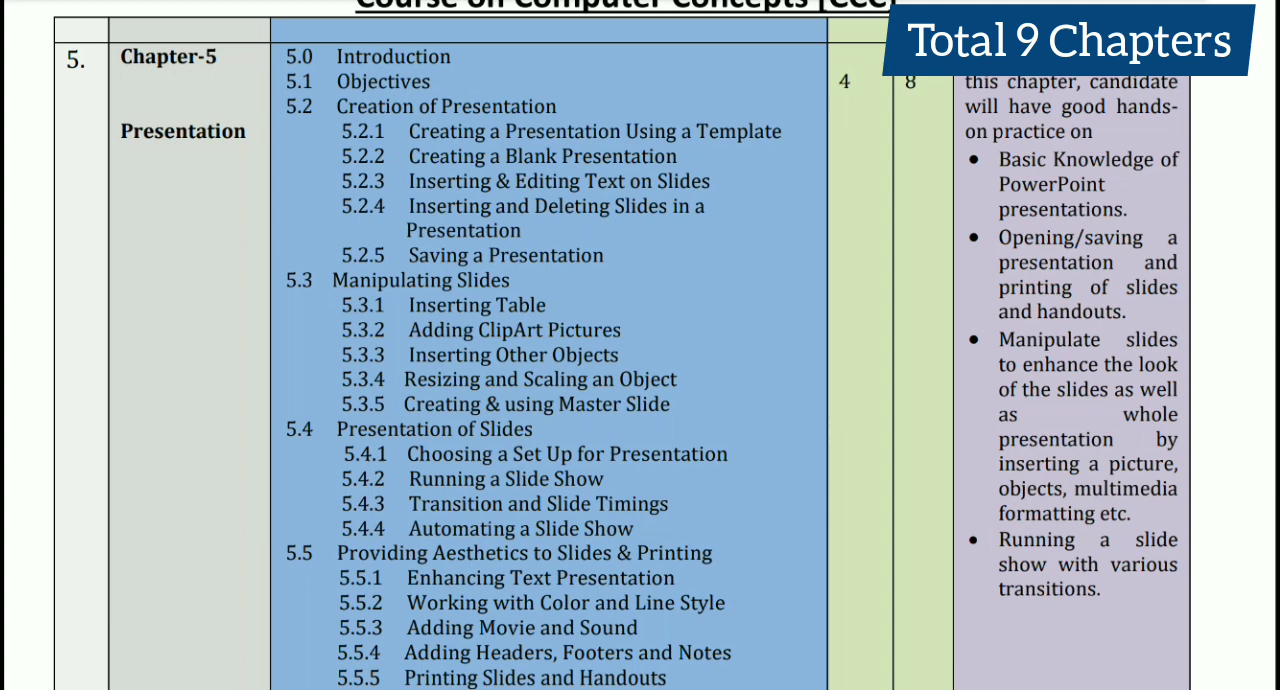 Course on Computer Concepts [CCC]
Total 9 Chapters
5.
Chapter-5
Presentation
5.0 Introduction
5.1 Objectives
5.2 Creation of Presentation
5.2.1 Creating a Presentation Using a Template
5.2.2 Creating a Blank Presentation
5.2.3 Inserting & Editing Text on Slides
5.2.4 Inserting and Deleting Slides in a
Presentation
5.2.5 Saving a Presentation
5.3 Manipulating Slides
5.3.1 Inserting Table
5.3.2 Adding ClipArt Pictures
5.3.3 Inserting Other Objects
5.3.4 Resizing and Scaling an Object
5.3.5 Creating & using Master Slide
5.4 Presentation of Slides
5.4.1 Choosing a Set Up for Presentation
5.4.2 Running a Slide Show
5.4.3 Transition and Slide Timings
5.4.4 Automating a Slide Show
5.5 Providing Aesthetics to Slides & Printing
5.5.1 Enhancing Text Presentation
5.5.2 Working with Color and Line Style
5.5.3 Adding Movie and Sound
5.5.4 Adding Headers, Footers and Notes
5.5.5 Printing Slides and Handouts
4
8
this chapter, candidate
will have good hands-
on practice on
• Basic Knowledge of
PowerPoint
presentations.
• Opening/saving a
presentation and
printing of slides
and handouts.
• Manipulate slides
to enhance the look
of the slides as well
as whole
presentation by
inserting a picture,
objects, multimedia
formatting etc.
• Running a slide
show with various
transitions.